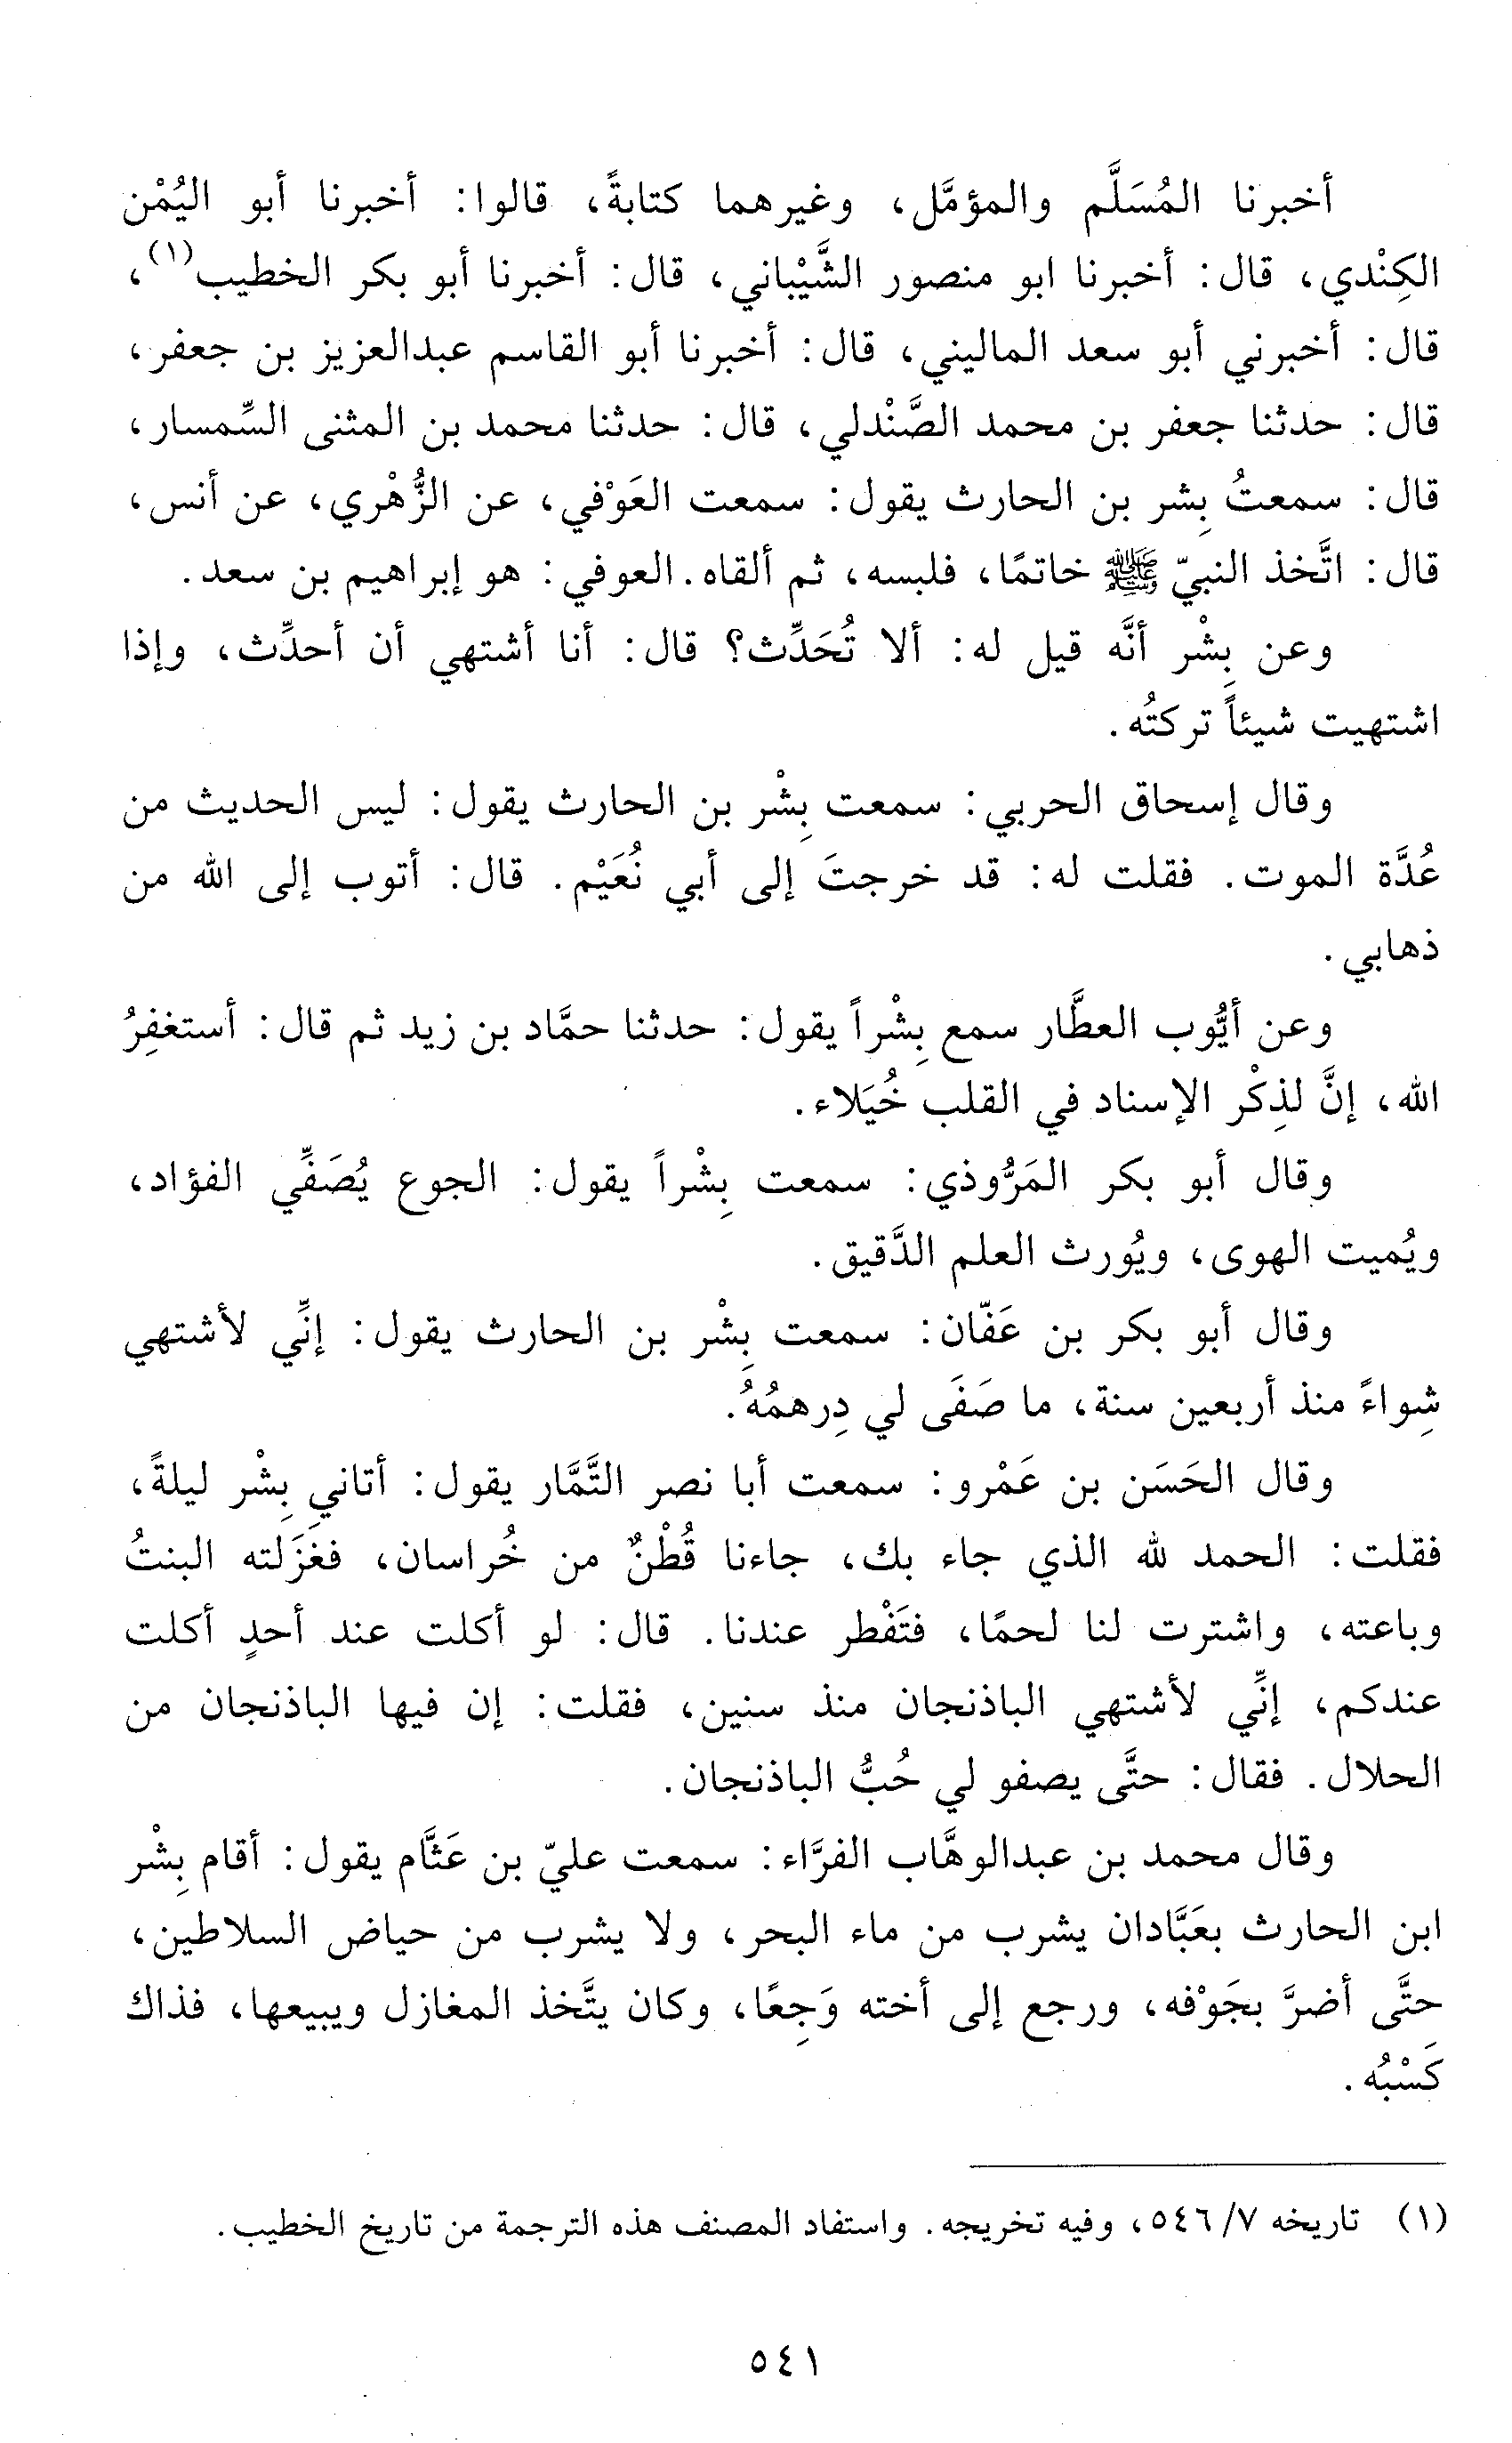 أخبرنا المُسَلَّم والمؤمَّل، وغيرهما كتابةً، قالوا: أخبرنا أبو اليُمْن
الكِنْدي، قال: أخبرنا ابو منصور الشَّيْباني، قال: أخبرنا أبو بكر الخطيب(١)،
قال: أخبرني أبو سعد الماليني، قال: أخبرنا أبو القاسم عبدالعزيز بن جعفر،
قال: حدثنا جعفر بن محمد الصَّنْدلي، قال: حدثنا محمد بن المثنى السِّمسار،
قال: سمعتُ بِشر بن الحارث يقول: سمعت العَوْفي، عن الزُّهْري، عن أنس،
قال: اتَّخذ النبيّ ﷺ خاتمًا، فلبسه، ثم ألقاه. العوفي: هو إبراهيم بن سعد.
وعن بِشْر أنَّه قيل له: ألا تُحَدِّث؟ قال: أنا أشتهي أن أحدِّث، وإذا
اشتهيت شيئاً تركتُه.
وقال إسحاق الحربي: سمعت بِشْر بن الحارث يقول: ليس الحديث من
عُدَّة الموت. فقلت له: قد خرجتَ إلى أبي نُعَيْم. قال: أتوب إلى الله من
ذهابي.
وعن أيُّوب العطَّار سمع بِشْراً يقول: حدثنا حمَّاد بن زيد ثم قال: أستغفِرُ
الله، إنَّ لذِكْر الإسناد في القلب خُيَلاء.
وقال أبو بكر المَرُّوذي: سمعت بِشْراً يقول: الجوع يُصَفِّي الفؤاد،
ويُميت الهوى، ويُورث العلم الدَّقيق.
وقال أبو بكر بن عَفّان: سمعت بِشْر بن الحارث يقول: إنِّي لأشتهي
شِواءً منذ أربعين سنة، ما صَفَى لي دِرهمُهُ.
وقال الحَسَن بن عَمْرو: سمعت أبا نصر التَّمَّار يقول: أتاني بِشْر ليلةً،
فقلت: الحمد لله الذي جاء بك، جاءنا قُطْنٌ من خُراسان، فغَزَلته البنتُ
وباعته، واشترت لنا لحمًا، فتَفْطر عندنا. قال: لو أكلت عند أحدٍ أكلت
عندكم، إنِّي لأشتهي الباذنجان منذ سنين، فقلت: إن فيها الباذنجان من
الحلال. فقال: حتَّى يصفو لي حُبُّ الباذنجان.
وقال محمد بن عبدالوهَّاب الفرَّاء: سمعت عليّ بن عَثَّام يقول: أقام بِشْر
ابن الحارث بعَبَّادان يشرب من ماء البحر، ولا يشرب من حياض السلاطين،
حتَّى أضرَّ بجَوْفه، ورجع إلى أخته وَجِعًا، وكان يتَّخذ المغازل ويبيعها، فذاك
كَسْبُه.
(١) تاريخه ٧/ ٥٤٦، وفيه تخريجه. واستفاد المصنف هذه الترجمة من تاريخ الخطيب.
٥٤١